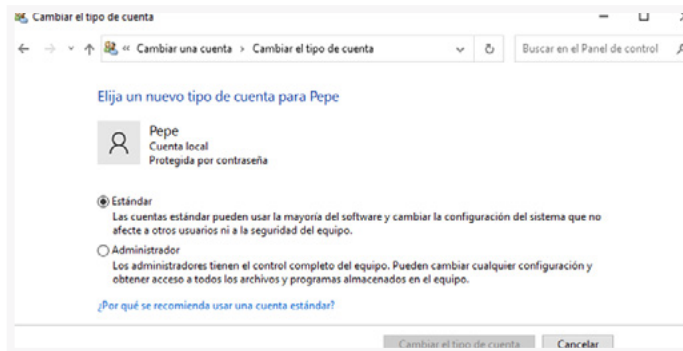 Cambiar el tipo de cuenta
« Cambiar una cuenta > Cambiar el tipo de cuenta
Buscar en el Panel de control
Elija un nuevo tipo de cuenta para Pepe
Pepe
Cuenta local
Protegida por contraseña
Estándar
Las cuentas estándar pueden usar la mayoría del software y cambiar la configuración del sistema que no
afecte a otros usuarios ni a la seguridad del equipo.
Administrador
Los administradores tienen el control completo del equipo. Pueden cambiar cualquier configuración y
obtener acceso a todos los archivos y programas almacenados en el equipo.
¿Por qué se recomienda usar una cuenta estándar?
Cambiar el tipo de cuenta
Cancelar